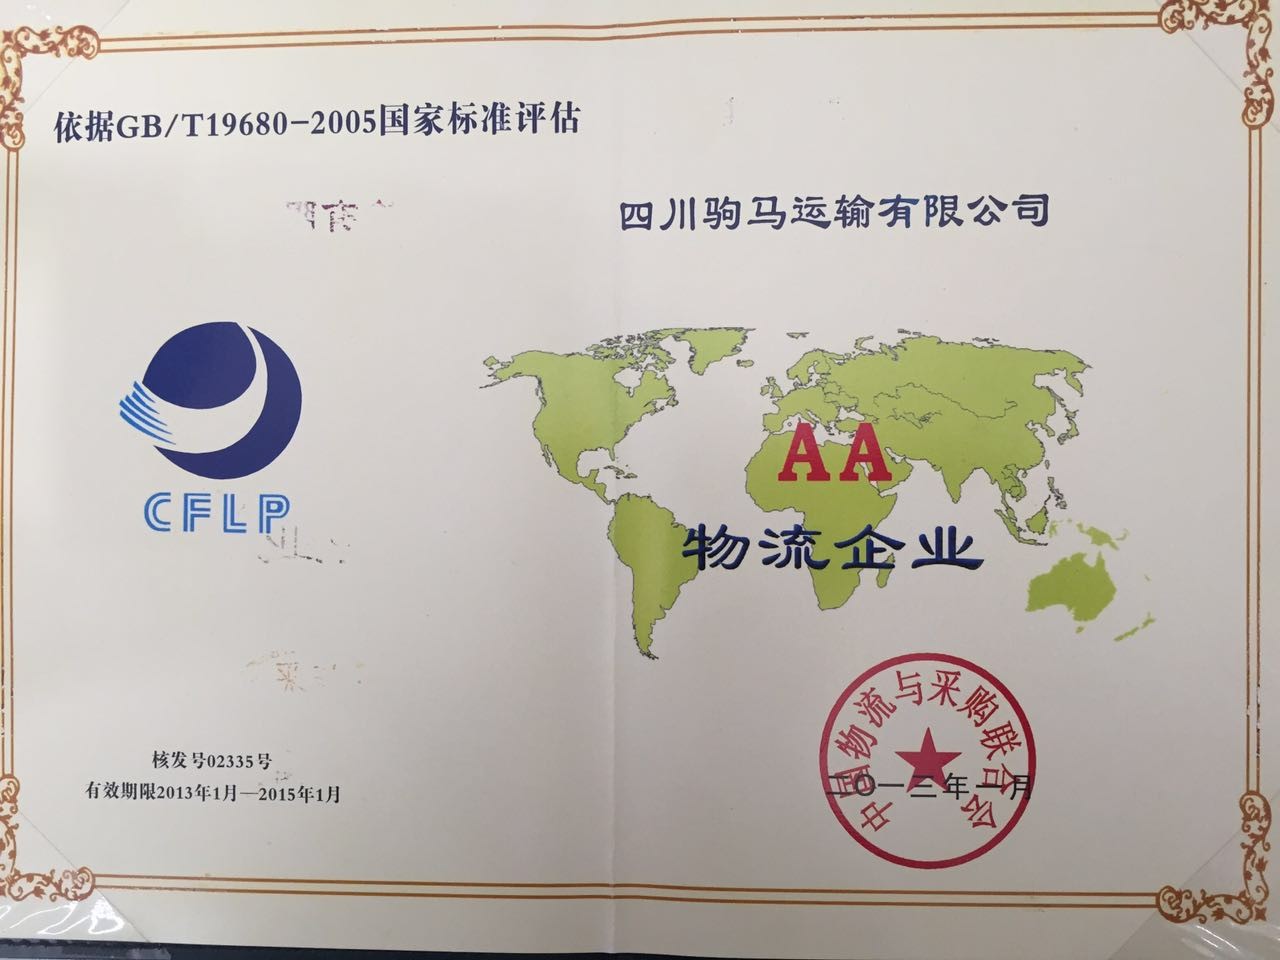 依据GB/T19680-2005国家标准评估
四川驹马运输有限公司
CFLP
AA
物流企业
核发号02335号
有效期限2013年1月—2015年1月
中国物流与采购联合会
二〇一三年一月